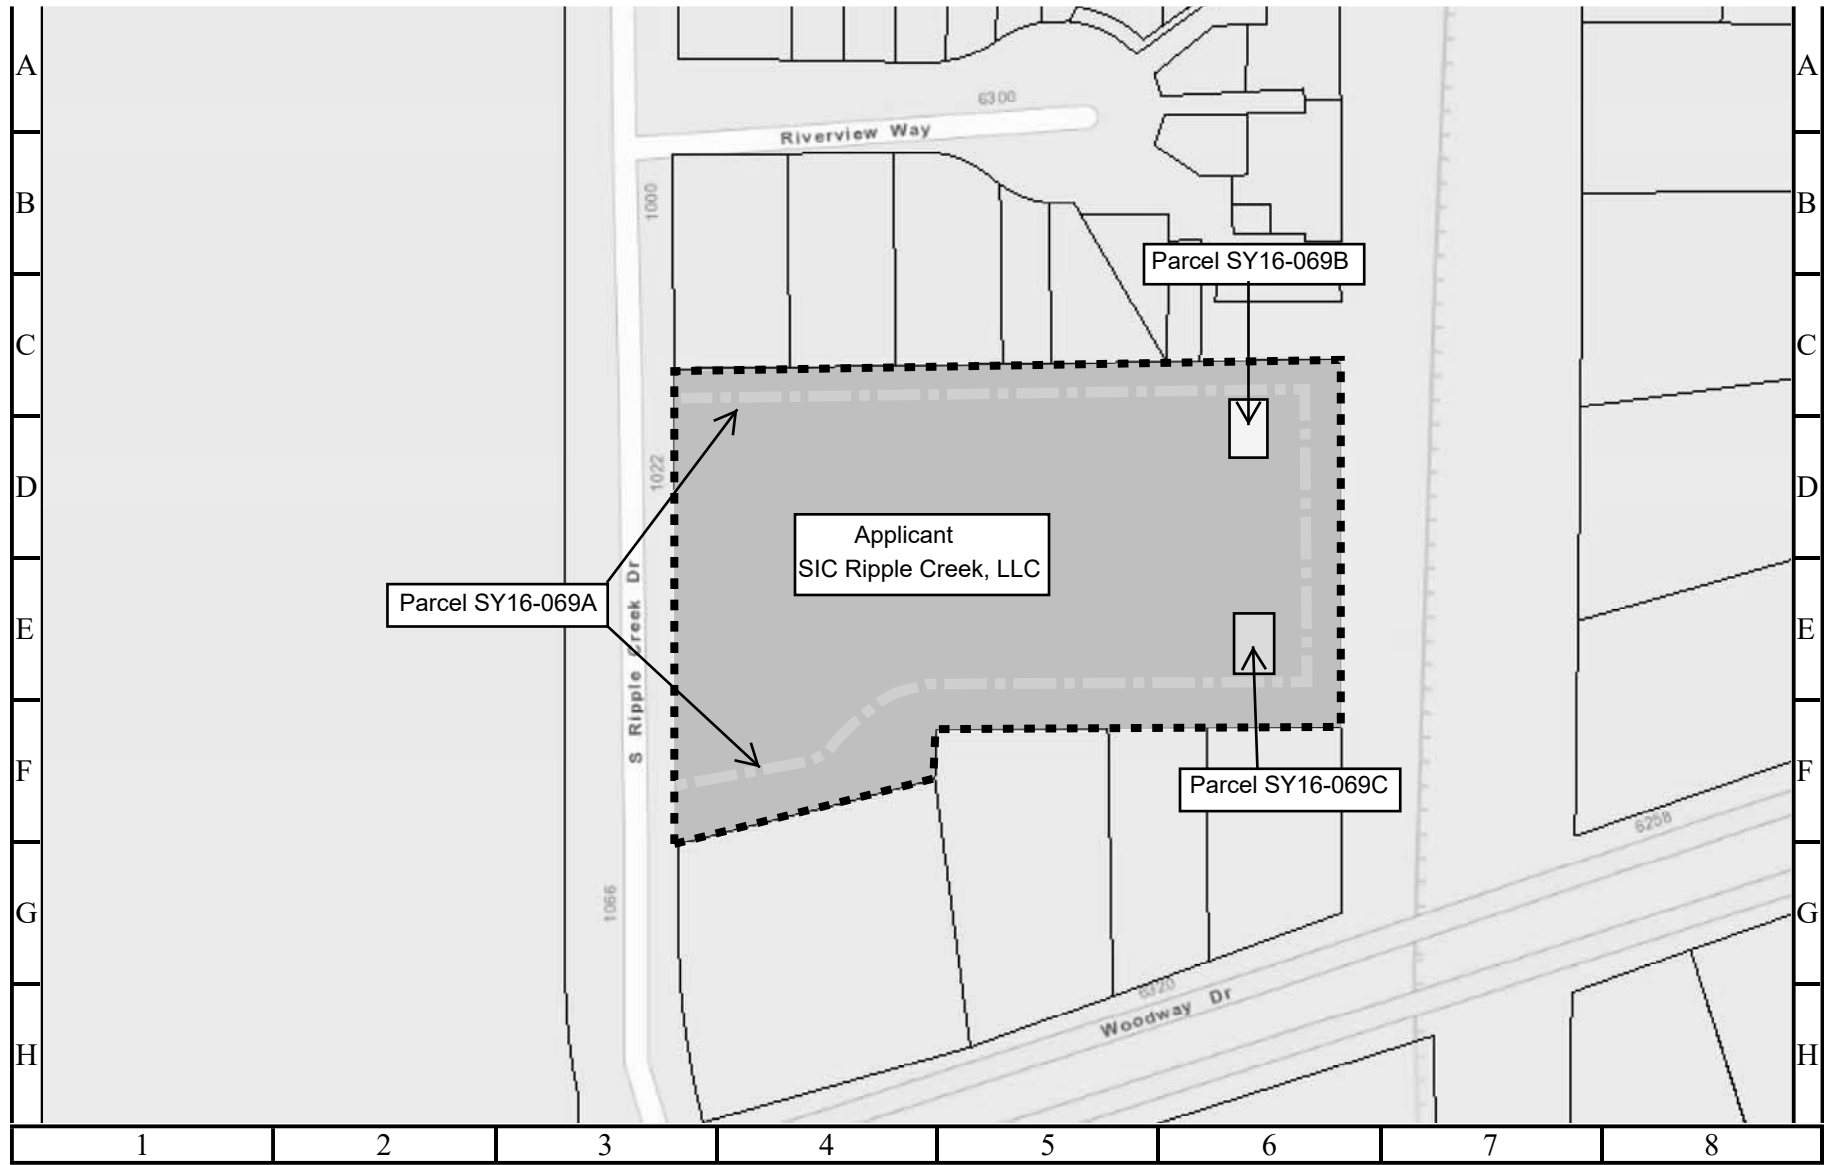 A
A
6300
Riverview Way
B
1000
B
Parcel SY16-069B
C
C
D
1022
D
Applicant
SIC Ripple Creek, LLC
Parcel SY16-069A
E
S Ripple Creek Dr
E
F
Parcel SY16-069C
F
6258
G
1066
G
6320
Woodway Dr
H
H
1
2
3
4
5
6
7
8